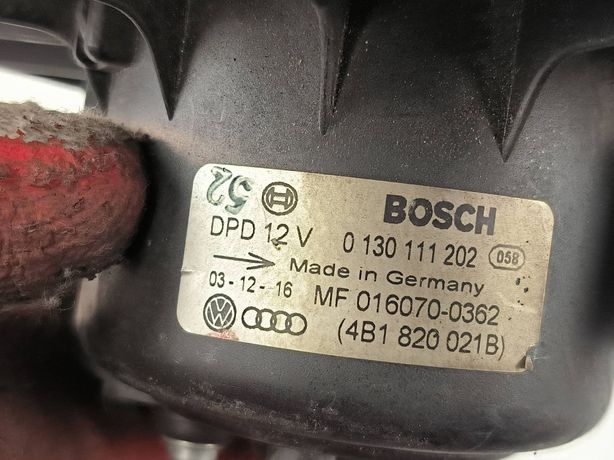 52
BOSCH
DPD 12 V 0 130 111 202 058
Made in Germany
03-12-16 MF 016070-0362
(4B1 820 021B)